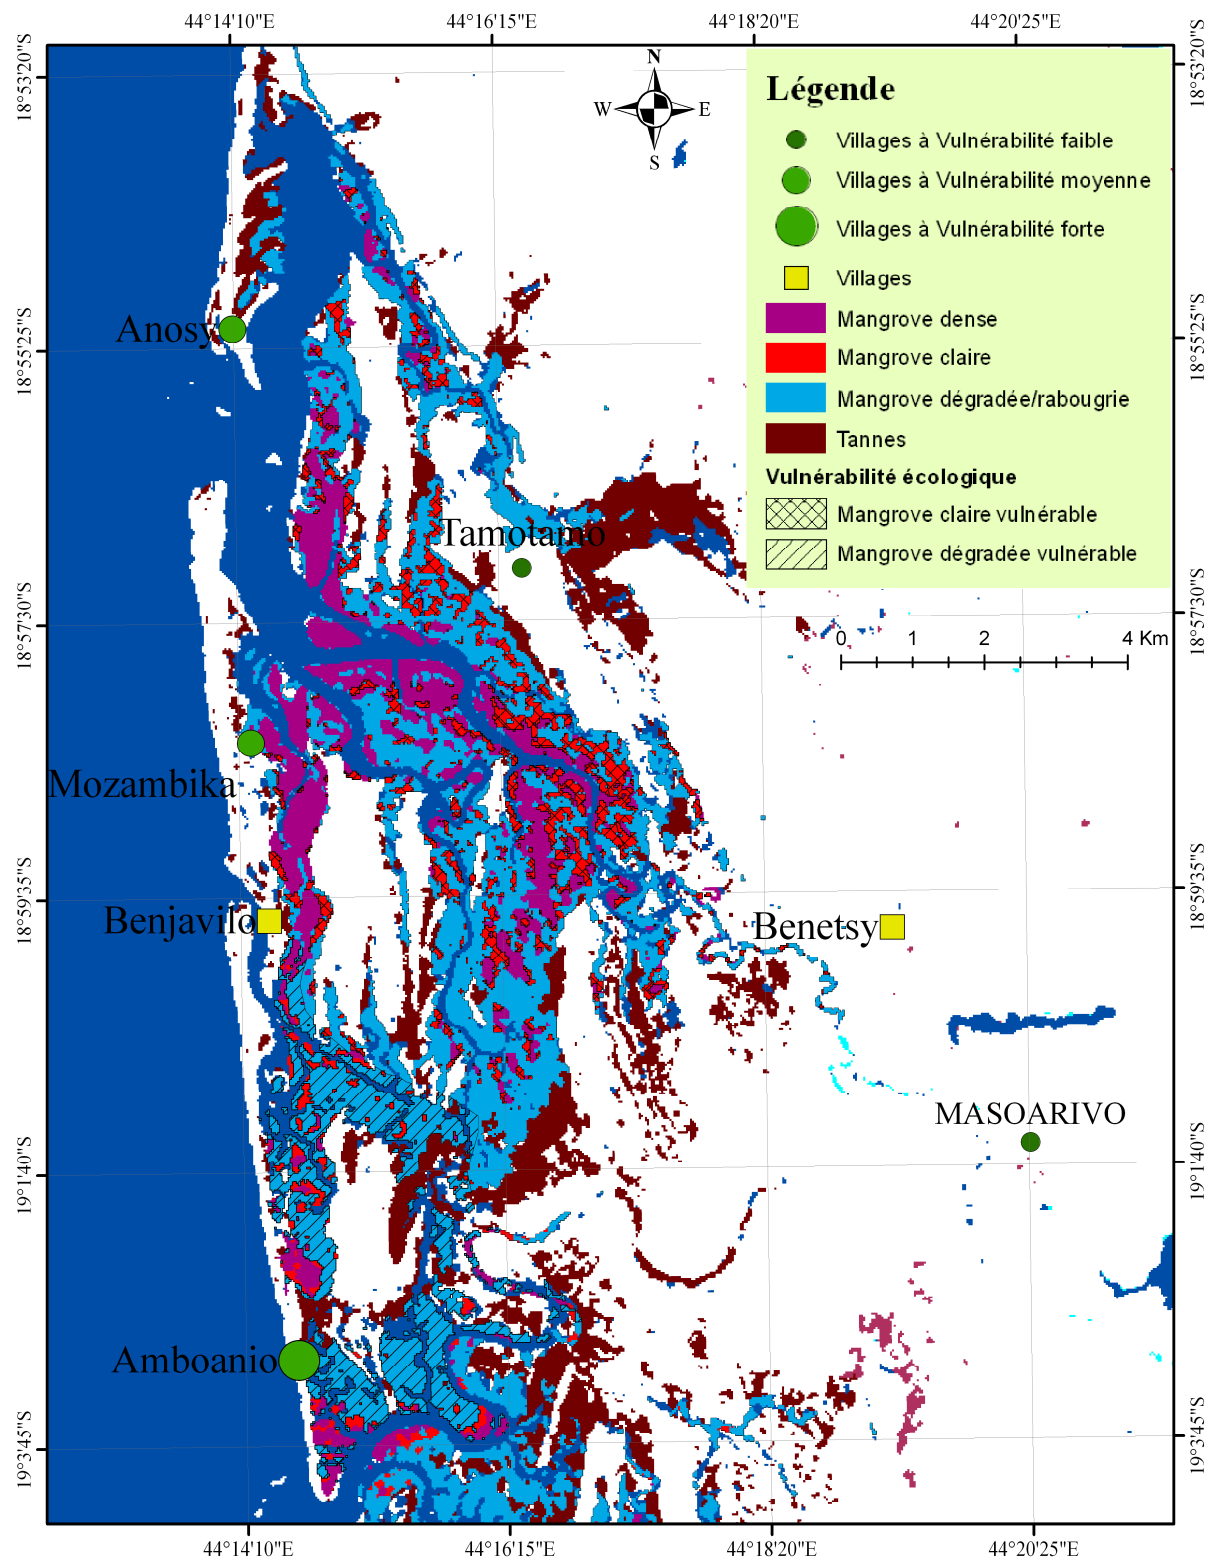 44°14'10"E 44°16'15"E 44°18'20"E 44°20'25"E
18°53'20"S
18°53'20"S
N
W E
S
Légende
Villages à Vulnérabilité faible
Villages à Vulnérabilité moyenne
Villages à Vulnérabilité forte
Villages
Mangrove dense
Mangrove claire
Mangrove dégradée/rabougrie
Tannes
Vulnérabilité écologique
Mangrove claire vulnérable
Mangrove dégradée vulnérable
Anosy
18°55'25"S
18°55'25"S
Tamotamo
18°57'30"S
18°57'30"S
0 1 2 4 Km
Mozambika
18°59'35"S
18°59'35"S
Benjavilo
Benetsy
MASOARIVO
19°1'40"S
19°1'40"S
Amboanio
19°3'45"S
19°3'45"S
44°14'10"E 44°16'15"E 44°18'20"E 44°20'25"E